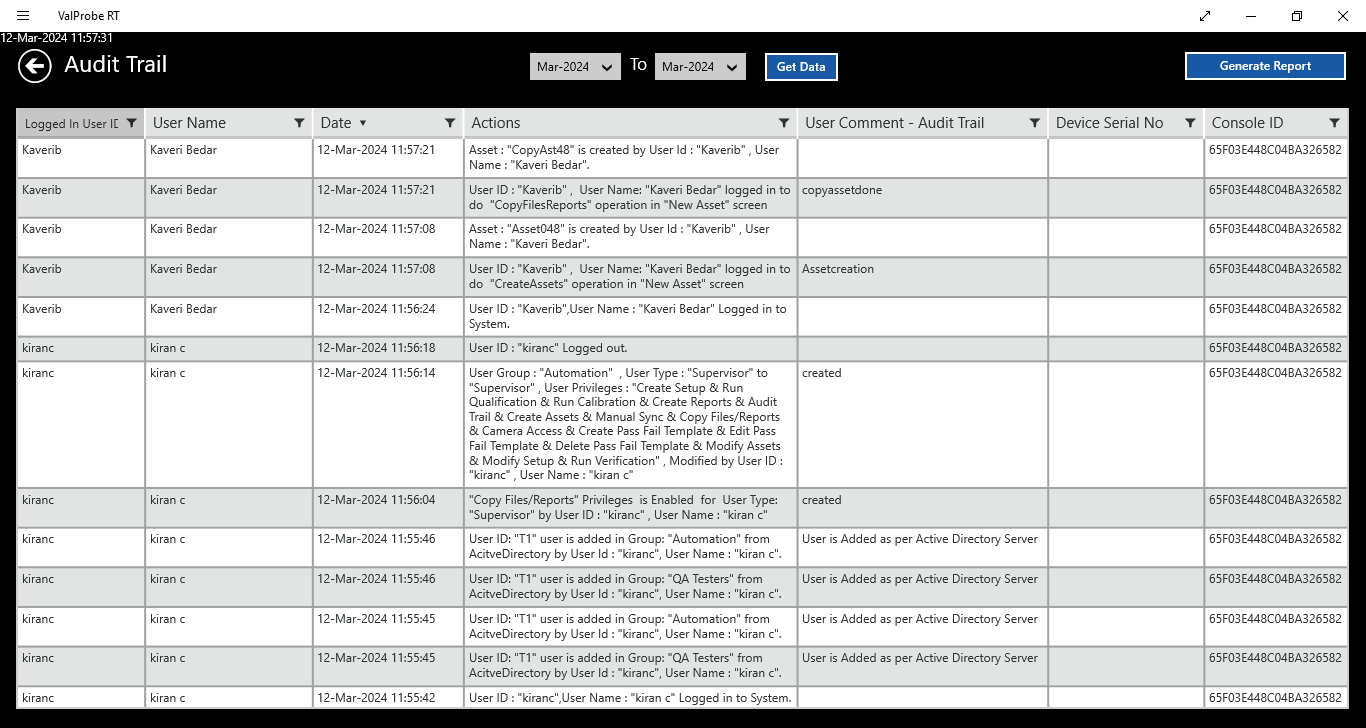 ValProbe RT
12-Mar-2024 11:57:31
Audit Trail
Mar-2024
To
Mar-2024
Get Data
Generate Report
Logged In User ID
User Name
Date
Actions
User Comment - Audit Trail
Device Serial No
Console ID
Kaverib
Kaveri Bedar
12-Mar-2024 11:57:21
Asset : "CopyAst48" is created by User Id : "Kaverib" , User
Name : "Kaveri Bedar".
65F03E448C04BA326582
Kaverib
Kaveri Bedar
12-Mar-2024 11:57:21
User ID : "Kaverib" ,  User Name: "Kaveri Bedar" logged in to
do  "CopyFilesReports" operation in "New Asset" screen
copyassetdone
65F03E448C04BA326582
Kaverib
Kaveri Bedar
12-Mar-2024 11:57:08
Asset : "Asset048" is created by User Id : "Kaverib" , User
Name : "Kaveri Bedar".
65F03E448C04BA326582
Kaverib
Kaveri Bedar
12-Mar-2024 11:57:08
User ID : "Kaverib" ,  User Name: "Kaveri Bedar" logged in to
do  "CreateAssets" operation in "New Asset" screen
Assetcreation
65F03E448C04BA326582
Kaverib
Kaveri Bedar
12-Mar-2024 11:56:24
User ID : "Kaverib",User Name : "Kaveri Bedar" Logged in to
System.
65F03E448C04BA326582
kiranc
kiran c
12-Mar-2024 11:56:18
User ID : "kiranc" Logged out.
65F03E448C04BA326582
kiranc
kiran c
12-Mar-2024 11:56:14
User Group : "Automation"  , User Type : "Supervisor" to
"Supervisor" , User Privileges : "Create Setup & Run
Qualification & Run Calibration & Create Reports & Audit
Trail & Create Assets & Manual Sync & Copy Files/Reports
& Camera Access & Create Pass Fail Template & Edit Pass
Fail Template & Delete Pass Fail Template & Modify Assets
& Modify Setup & Run Verification" , Modified by User ID :
"kiranc" , User Name : "kiran c"
created
65F03E448C04BA326582
kiranc
kiran c
12-Mar-2024 11:56:04
"Copy Files/Reports" Privileges  is Enabled  for  User Type:
"Supervisor" by User ID : "kiranc" , User Name : "kiran c"
created
65F03E448C04BA326582
kiranc
kiran c
12-Mar-2024 11:55:46
User ID: "T1" user is added in Group: "Automation" from
AcitveDirectory by User Id : "kiranc", User Name : "kiran c".
User is Added as per Active Directory Server
65F03E448C04BA326582
kiranc
kiran c
12-Mar-2024 11:55:46
User ID: "T1" user is added in Group: "QA Testers" from
AcitveDirectory by User Id : "kiranc", User Name : "kiran c".
User is Added as per Active Directory Server
65F03E448C04BA326582
kiranc
kiran c
12-Mar-2024 11:55:45
User ID: "T1" user is added in Group: "Automation" from
AcitveDirectory by User Id : "kiranc", User Name : "kiran c".
User is Added as per Active Directory Server
65F03E448C04BA326582
kiranc
kiran c
12-Mar-2024 11:55:45
User ID: "T1" user is added in Group: "QA Testers" from
AcitveDirectory by User Id : "kiranc", User Name : "kiran c".
User is Added as per Active Directory Server
65F03E448C04BA326582
kiranc
kiran c
12-Mar-2024 11:55:42
User ID : "kiranc",User Name : "kiran c" Logged in to System.
65F03E448C04BA326582